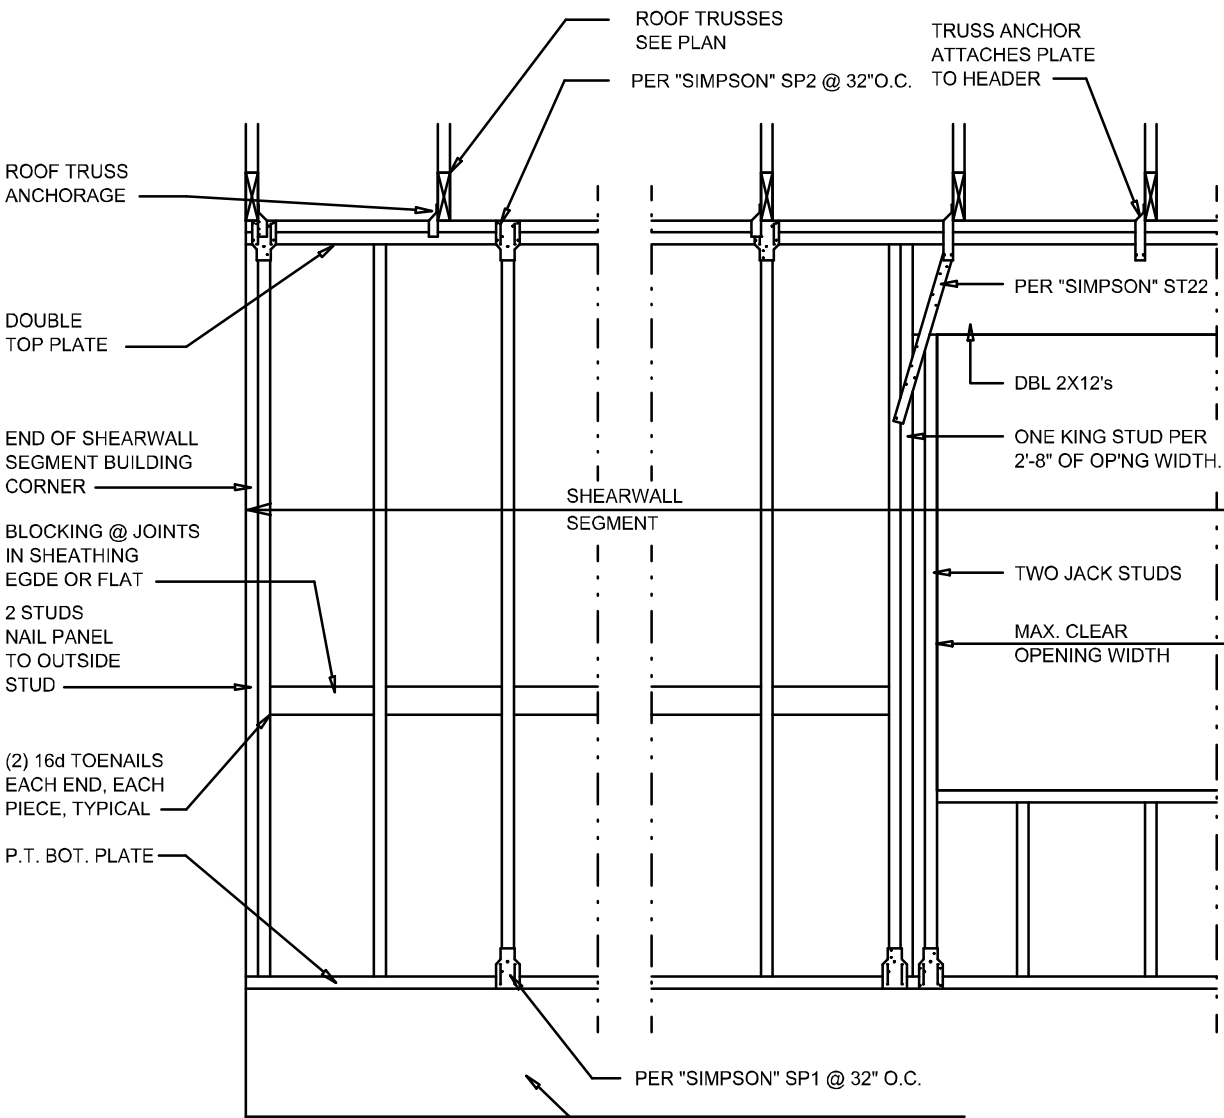 ROOF TRUSSES
SEE PLAN
PER "SIMPSON" SP2 @ 32"O.C.
TRUSS ANCHOR
ATTACHES PLATE
TO HEADER
ROOF TRUSS
ANCHORAGE
PER "SIMPSON" ST22
DOUBLE
TOP PLATE
DBL 2X12's
END OF SHEARWALL
SEGMENT BUILDING
CORNER
ONE KING STUD PER
2'-8" OF OP'NG WIDTH.
SHEARWALL
SEGMENT
BLOCKING @ JOINTS
IN SHEATHING
EGDE OR FLAT
TWO JACK STUDS
2 STUDS
NAIL PANEL
TO OUTSIDE
STUD
MAX. CLEAR
OPENING WIDTH
(2) 16d TOENAILS
EACH END, EACH
PIECE, TYPICAL
P.T. BOT. PLATE
PER "SIMPSON" SP1 @ 32" O.C.